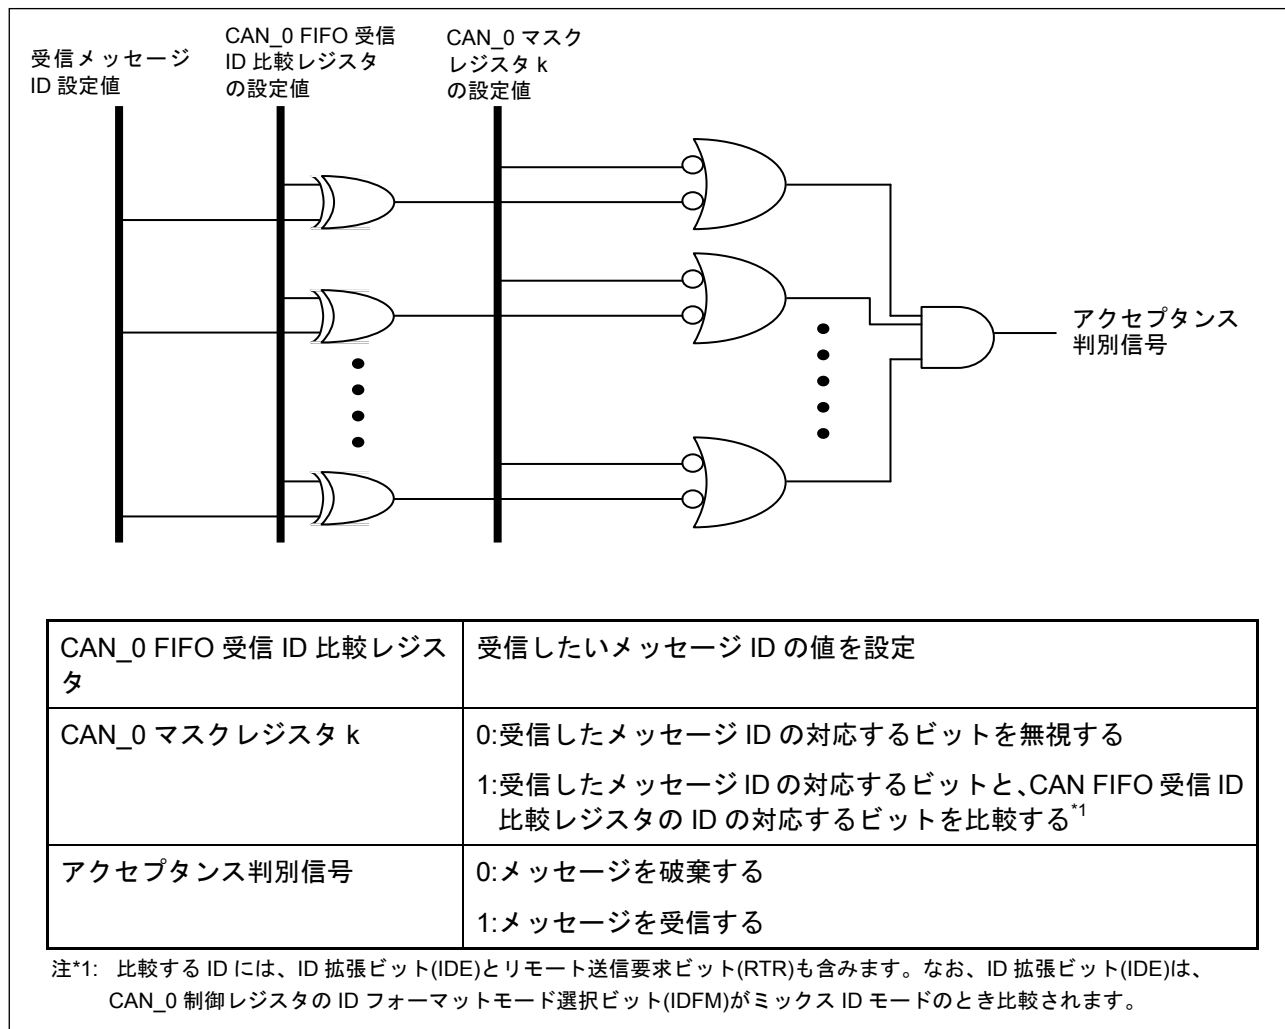 受信メッセージ
ID 設定値
CAN_0 FIFO 受信
ID 比較レジスタ
の設定値
CAN_0 マスク
レジスタ k
の設定値
アクセプタンス
判別信号
CAN_0 FIFO 受信 ID 比較レジス
タ
受信したいメッセージ ID の値を設定
CAN_0 マスクレジスタ k
0:受信したメッセージ ID の対応するビットを無視する
1:受信したメッセージ ID の対応するビットと、CAN FIFO 受信 ID
比較レジスタの ID の対応するビットを比較する*1
アクセプタンス判別信号
0:メッセージを破棄する
1:メッセージを受信する
注*1: 比較する ID には、ID 拡張ビット(IDE)とリモート送信要求ビット(RTR)も含みます。なお、ID 拡張ビット(IDE)は、
CAN_0 制御レジスタの ID フォーマットモード選択ビット(IDFM)がミックス ID モードのとき比較されます。